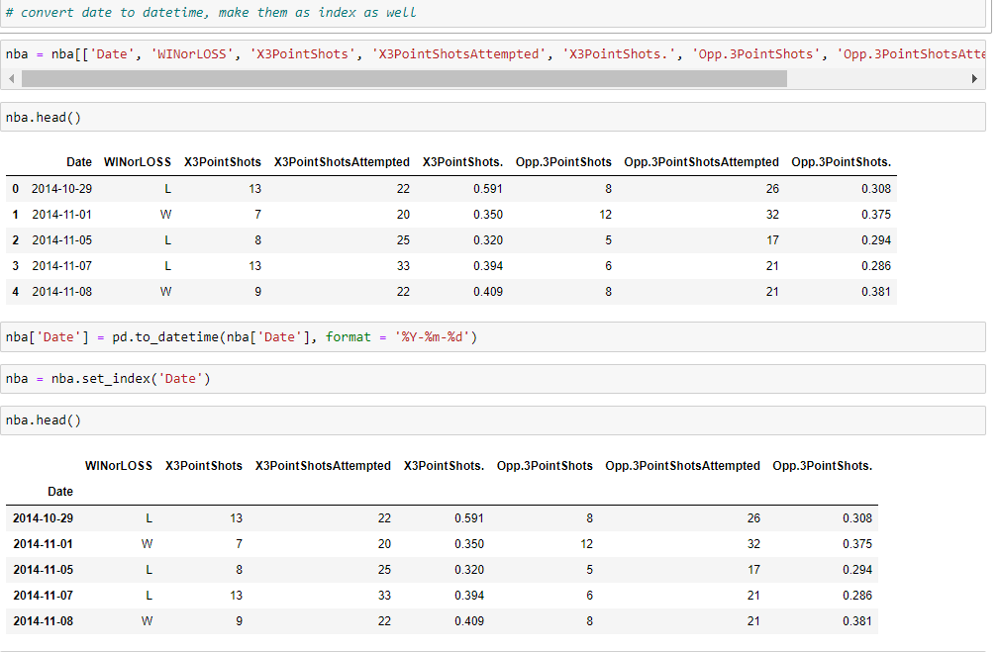 # convert date to datetime, make them as index as well
nba = nba[['Date', 'WINorLOSS', 'X3PointShots', 'X3PointShotsAttempted', 'X3PointShots.', 'Opp.3PointShots', 'Opp.3PointShotsAtte
nba.head()
Date WINorLOSS X3PointShots X3PointShotsAttempted X3PointShots. Opp.3PointShots Opp.3PointShotsAttempted Opp.3PointShots.
0 2014-10-29 L 13 22 0.591 8 26 0.308
1 2014-11-01 W 7 20 0.350 12 32 0.375
2 2014-11-05 L 8 25 0.320 5 17 0.294
3 2014-11-07 L 13 33 0.394 6 21 0.286
4 2014-11-08 W 9 22 0.409 8 21 0.381
nba['Date'] = pd.to_datetime(nba['Date'], format = '%Y-%m-%d')
nba = nba.set_index('Date')
nba.head()
WINorLOSS X3PointShots X3PointShotsAttempted X3PointShots. Opp.3PointShots Opp.3PointShotsAttempted Opp.3PointShots.
Date
2014-10-29 L 13 22 0.591 8 26 0.308
2014-11-01 W 7 20 0.350 12 32 0.375
2014-11-05 L 8 25 0.320 5 17 0.294
2014-11-07 L 13 33 0.394 6 21 0.286
2014-11-08 W 9 22 0.409 8 21 0.381